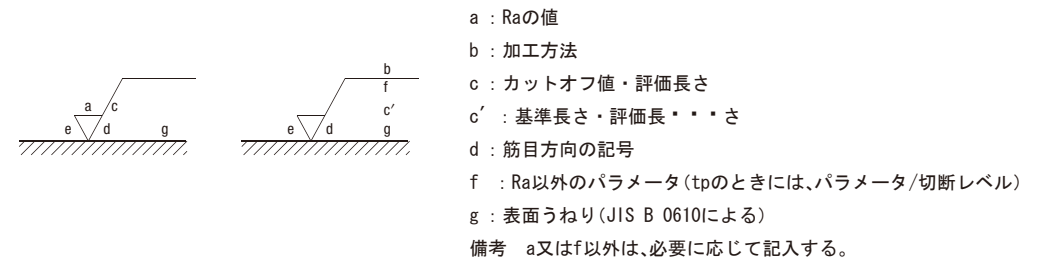 a c
e d g
b
f
c′
e d g
a：Raの値
b：加工方法
c：カットオフ値・評価長さ
c′：基準長さ・評価長・・・さ
d：筋目方向の記号
f ：Ra以外のパラメータ(tpのときには、パラメータ/切断レベル)
g：表面うねり(JIS B 0610による)
備考 a又はf以外は、必要に応じて記入する。